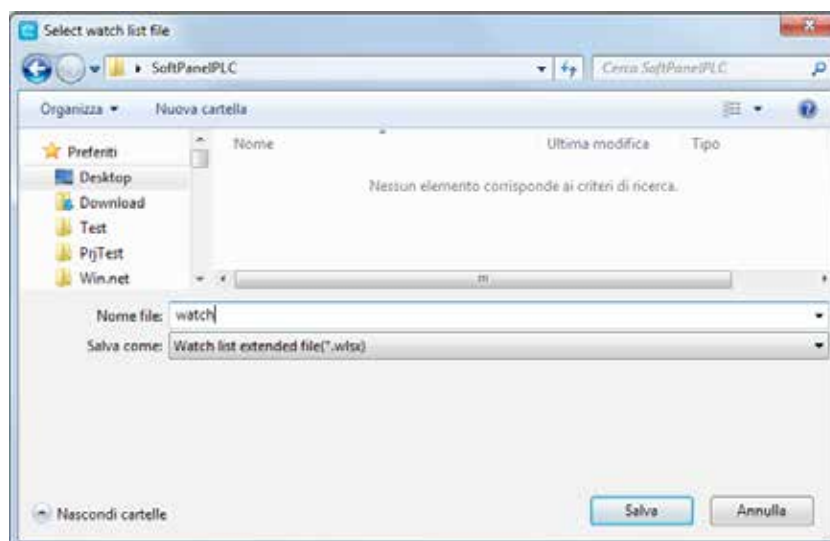 Select watch list file
SoftPanelPLC
Cerca SoftPanelPLC
Organizza
Nuova cartella
Preferiti
Desktop
Download
Test
PrjTest
Win.net
Nome
Ultima modifica
Tipo
Nessun elemento corrisponde ai criteri di ricerca.
Nome file: watch
Salva come: Watch list extended file(*.wlsx)
Nascondi cartelle
Salva
Annulla